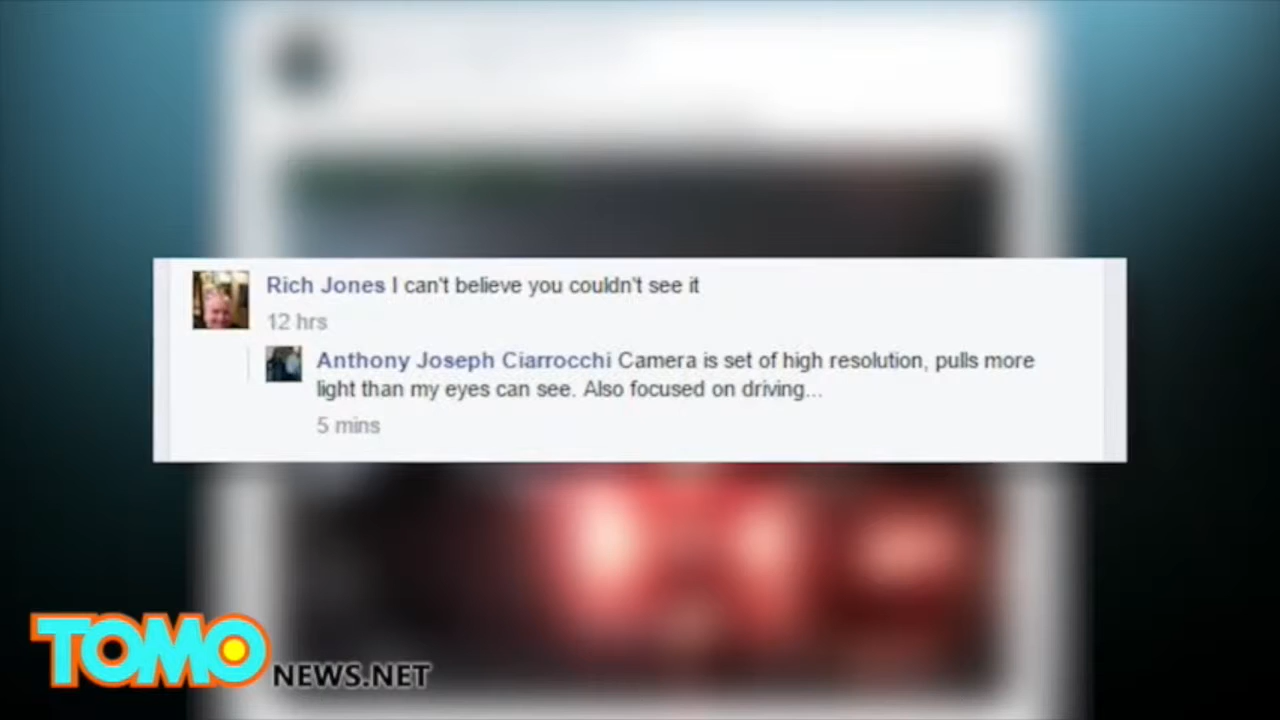 Rich Jones I can't believe you couldn't see it
12 hrs
Anthony Joseph Ciarrocchi Camera is set of high resolution, pulls more
light than my eyes can see. Also focused on driving...
5 mins
TOMO NEWS.NET